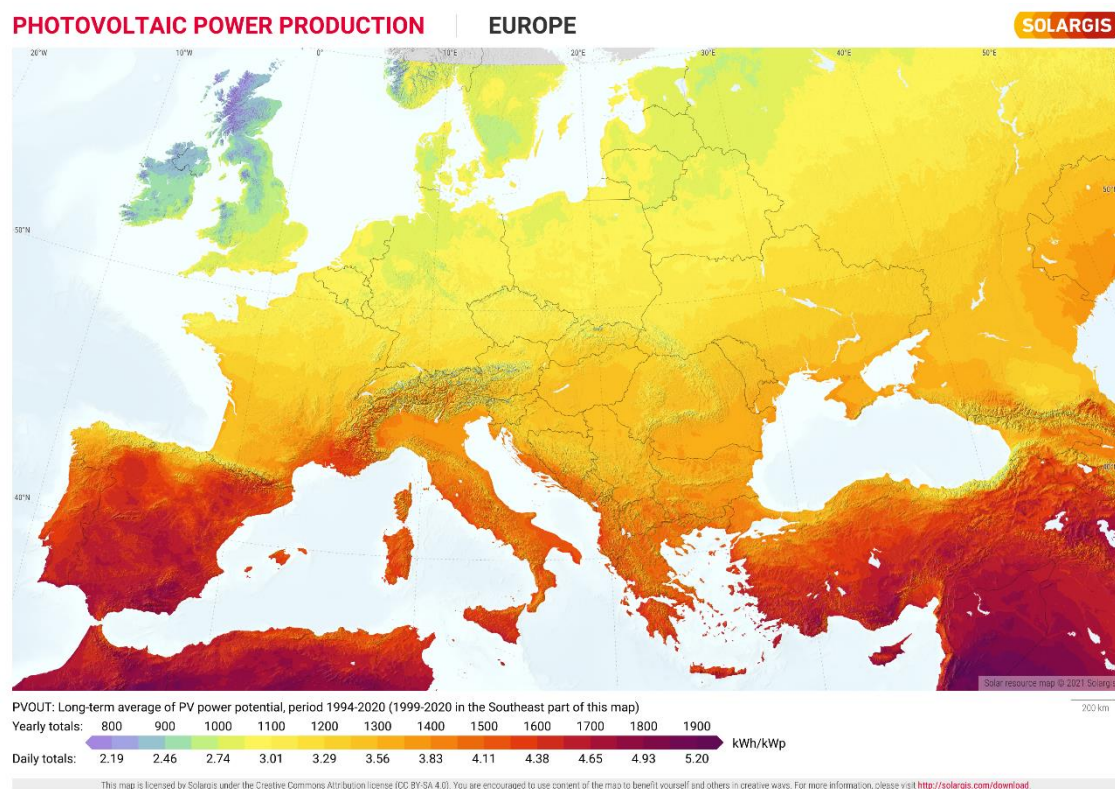 PHOTOVOLTAIC POWER PRODUCTION EUROPE SOLARGIS
20°W 10°W 0° 10°E 20°E 30°E 40°E 50°E
50°N
50°N
40°N
40°N
Solar resource map © 2021 Solargis
PVOUT: Long-term average of PV power potential, period 1994-2020 (1999-2020 in the Southeast part of this map)
200 km
Yearly totals: 800 900 1000 1100 1200 1300 1400 1500 1600 1700 1800 1900
kWh/kWp
Daily totals: 2.19 2.46 2.74 3.01 3.29 3.56 3.83 4.11 4.38 4.65 4.93 5.20
This map is licensed by Solargis under the Creative Commons Attribution license (CC BY-SA 4.0). You are encouraged to use content of the map to benefit yourself and others in creative ways. For more information, please visit http://solargis.com/download.